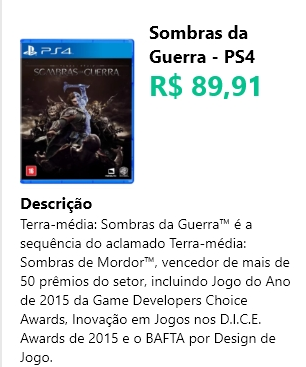 Sombras da
Guerra - PS4
R$ 89,91
PS4
SOMBRAS DA GUERRA
Descrição
Terra-média: Sombras da Guerra™ é a
sequência do aclamado Terra-média:
Sombras de Mordor™, vencedor de mais de
50 prêmios do setor, incluindo Jogo do Ano
de 2015 da Game Developers Choice
Awards, Inovação em Jogos nos D.I.C.E.
Awards de 2015 e o BAFTA por Design de
Jogo.